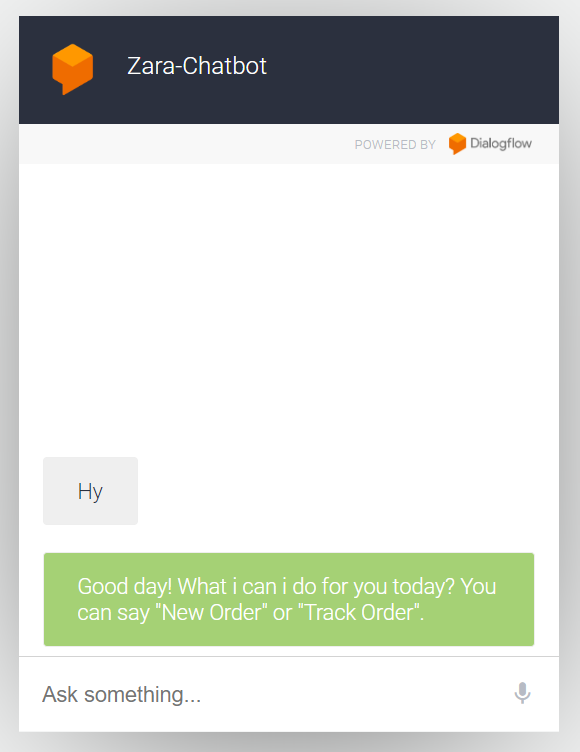 Zara-Chatbot
POWERED BY Dialogflow
Hy
Good day! What i can i do for you today? You
can say "New Order" or "Track Order".
Ask something...